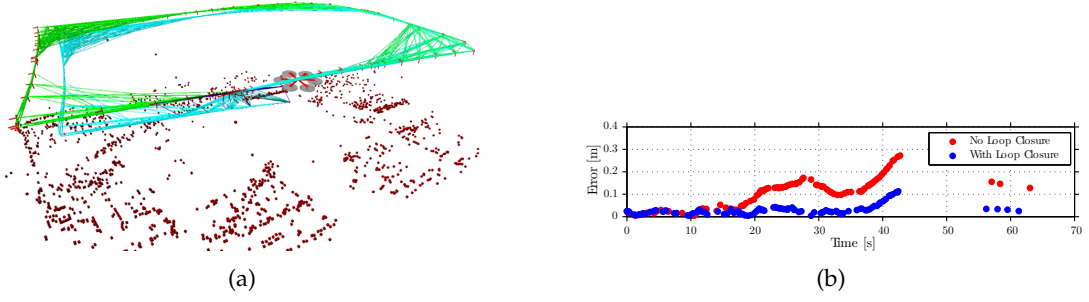 0.4
0.3
0.2
0.1
0
Error [m]
No Loop Closure
With Loop Closure
0 10 20 30 40 50 60 70
Time [s]
(a) (b)